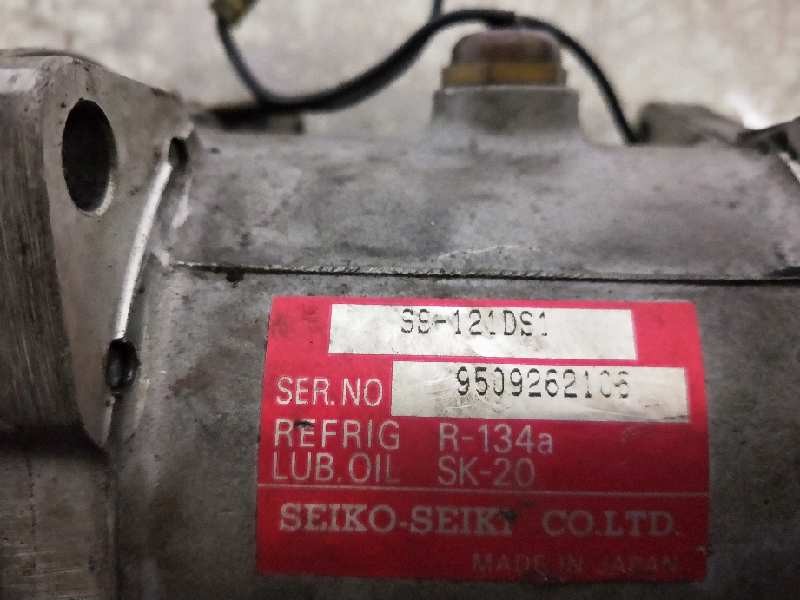 SS-121DS1
SER.NO 9509262106
REFRIG R-134a
LUB.OIL SK-20
SEIKO-SEIKI CO.LTD.
MADE IN JAPAN